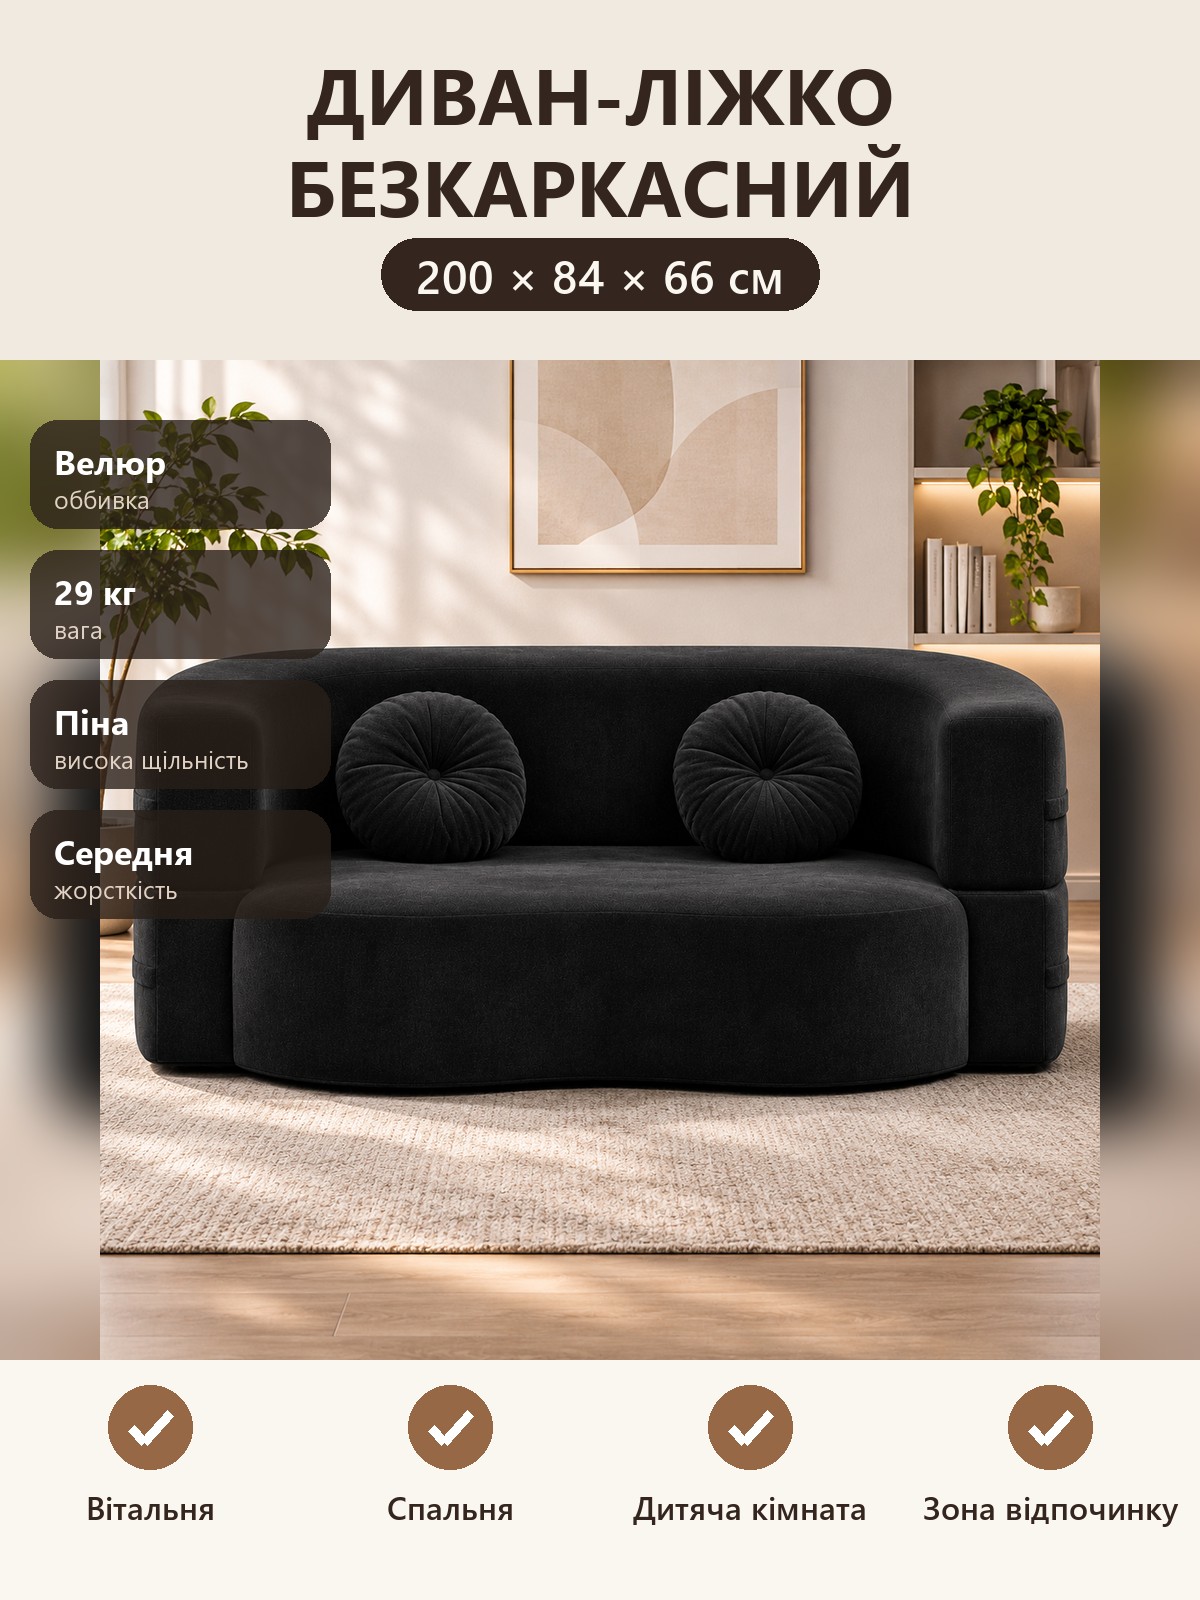 ДИВАН-ЛІЖКО
БЕЗКАРКАСНИЙ
200 × 84 × 66 см
Велюр
оббивка
29 кг
вага
Піна
висока щільність
Середня
жорсткість
Вітальня
Спальня
Дитяча кімната
Зона відпочинку